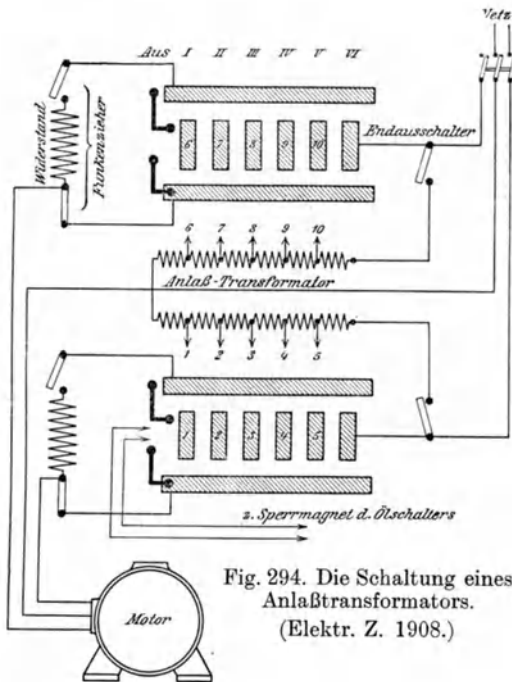 Netz
Aus I II III IV V VI
Widerstand
Funkenzieher
6 7 8 9 10
Endausschalter
6 7 8 9 10
Anlaß-Transformator
1 2 3 4 5
1 2 3 4 5
z. Sperrmagnet d. Ölschalters
Motor
Fig. 294. Die Schaltung eines
Anlaßtransformators.
(Elektr. Z. 1908.)